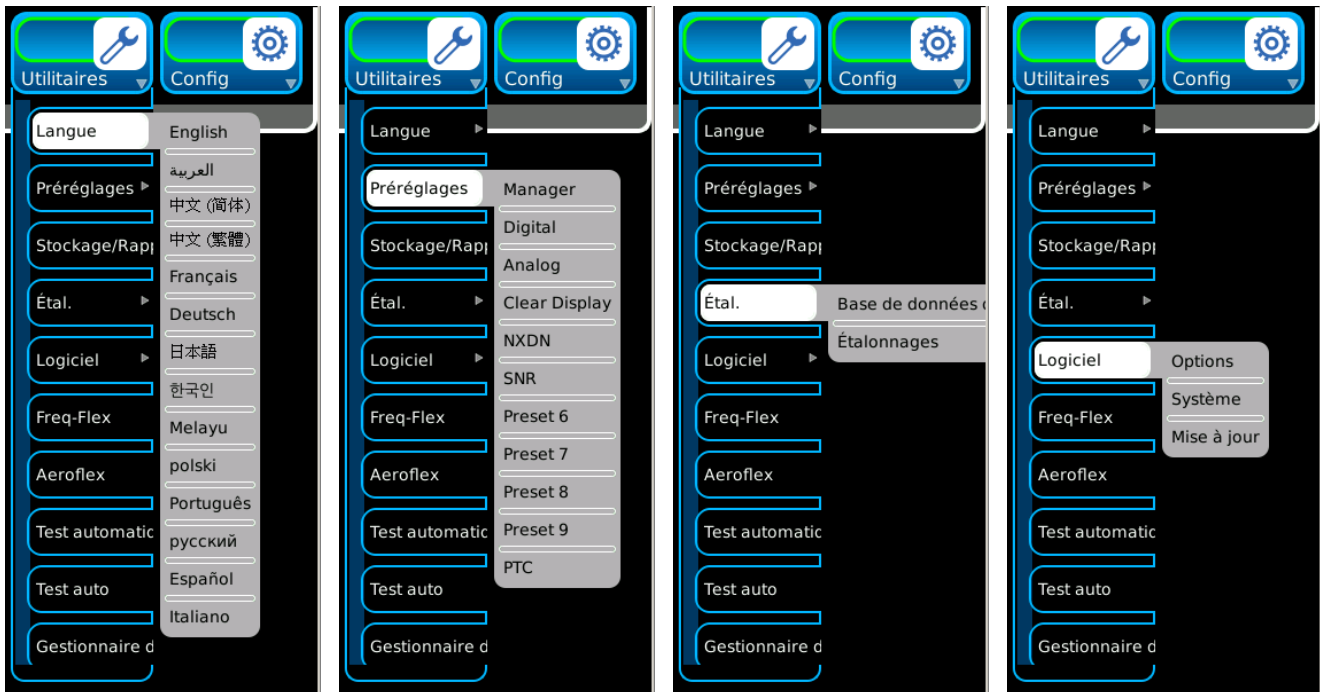 Utilitaires
Config
Langue
Préréglages
Stockage/Rapp
Étal.
Logiciel
Freq-Flex
Aeroflex
Test automatic
Test auto
Gestionnaire d
English
العربية
中文 (简体)
中文 (繁體)
Français
Deutsch
日本語
한국인
Melayu
polski
Português
русский
Español
Italiano
Utilitaires
Config
Langue
Préréglages
Stockage/Rapp
Étal.
Logiciel
Freq-Flex
Aeroflex
Test automatic
Test auto
Gestionnaire d
Manager
Digital
Analog
Clear Display
NXDN
SNR
Preset 6
Preset 7
Preset 8
Preset 9
PTC
Utilitaires
Config
Langue
Préréglages
Stockage/Rapp
Étal.
Logiciel
Freq-Flex
Aeroflex
Test automatic
Test auto
Gestionnaire d
Base de données
Étalonnages
Utilitaires
Config
Langue
Préréglages
Stockage/Rapp
Étal.
Logiciel
Freq-Flex
Aeroflex
Test automatic
Test auto
Gestionnaire d
Options
Système
Mise à jour